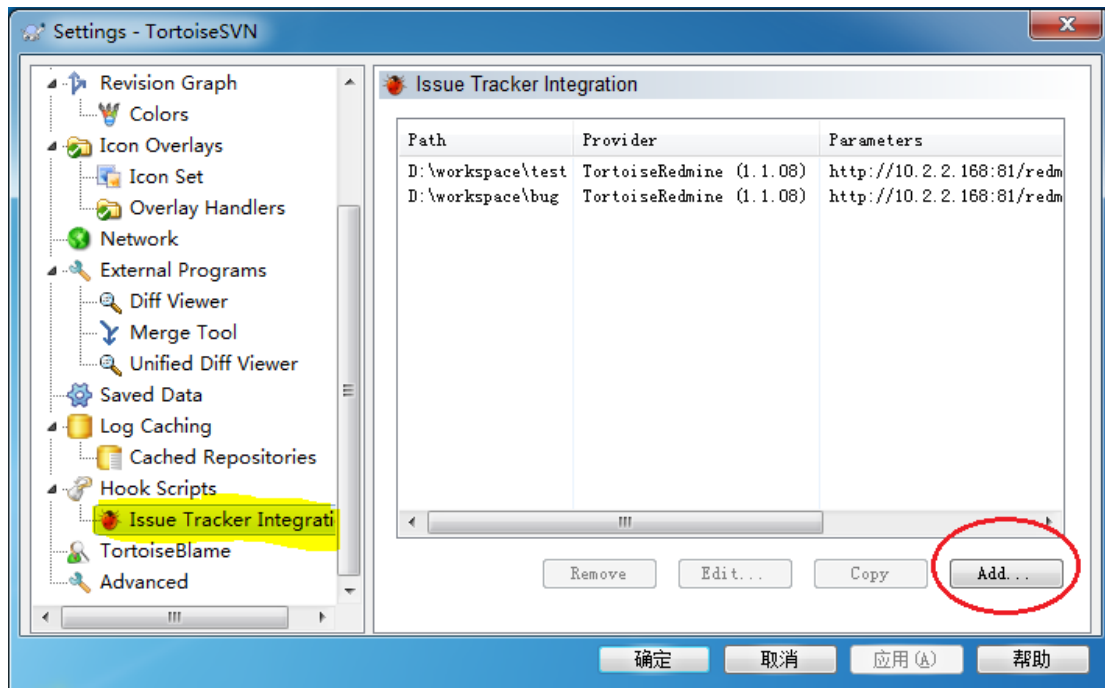 Settings - TortoiseSVN
Revision Graph
Colors
Icon Overlays
Icon Set
Overlay Handlers
Network
External Programs
Diff Viewer
Merge Tool
Unified Diff Viewer
Saved Data
Log Caching
Cached Repositories
Hook Scripts
Issue Tracker Integrati
TortoiseBlame
Advanced
Issue Tracker Integration
Path Provider Parameters
D:\workspace\test TortoiseRedmine (1.1.08) http://10.2.2.168:81/redm
D:\workspace\bug TortoiseRedmine (1.1.08) http://10.2.2.168:81/redm
Remove Edit... Copy Add...
确定 取消 应用(A) 帮助